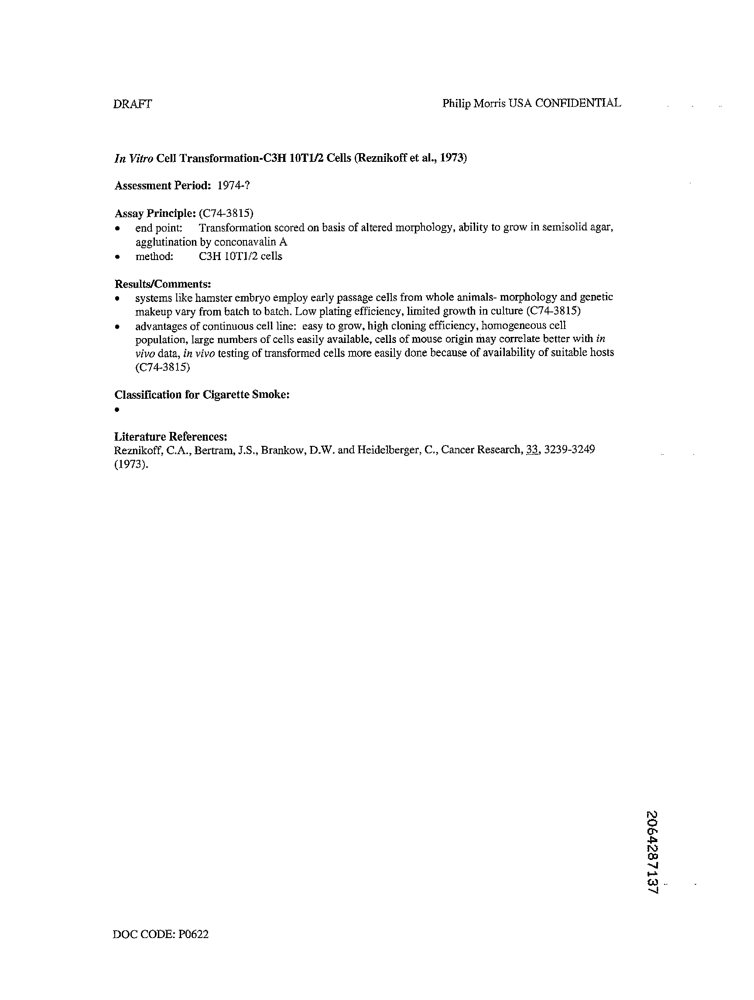 DRAFT Philip Morris USA CONFIDENTIAL
In Vitro Cell Transformation-C3H 10T1/2 Cells (Reznikoff et al., 1973)
Assessment Period: 1974-?
Assay Principle: (C74-3815)
• end point: Transformation scored on basis of altered morphology, ability to grow in semisolid agar,
agglutination by conconavalin A
• method: C3H 10T1/2 cells
Results/Comments:
• systems like hamster embryo employ early passage cells from whole animals- morphology and genetic
makeup vary from batch to batch. Low plating efficiency, limited growth in culture (C74-3815)
• advantages of continuous cell line: easy to grow, high cloning efficiency, homogeneous cell
population, large numbers of cells easily available, cells of mouse origin may correlate better with in
vivo data, in vivo testing of transformed cells more easily done because of availability of suitable hosts
(C74-3815)
Classification for Cigarette Smoke:
•
Literature References:
Reznikoff, C.A., Bertram, J.S., Brankow, D.W. and Heidelberger, C., Cancer Research, 33, 3239-3249
(1973).
2064287137
DOC CODE: P0622